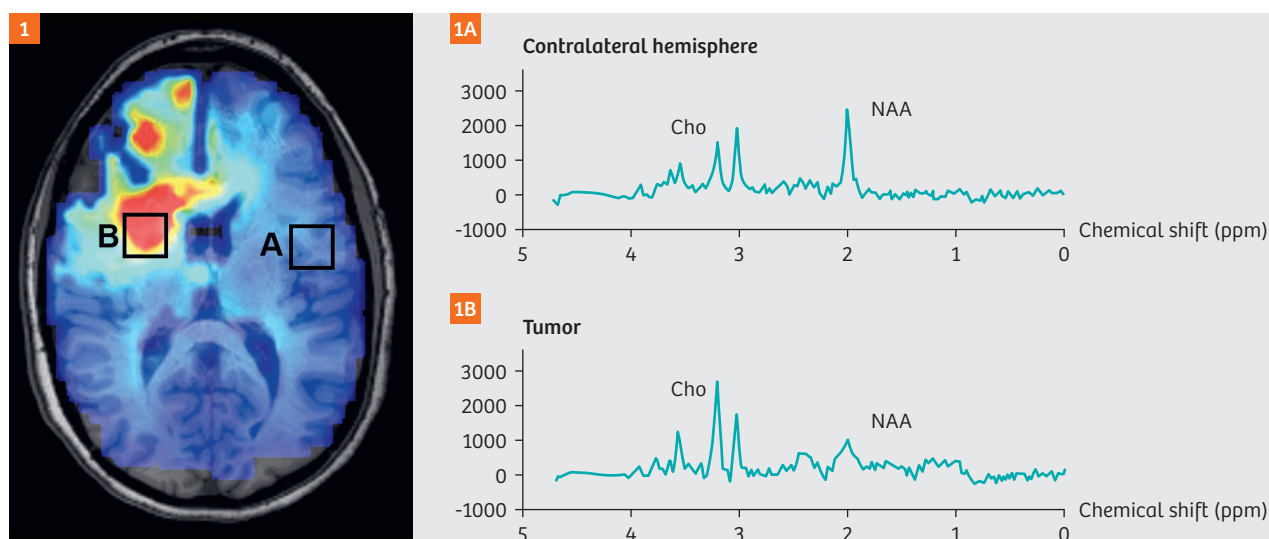 1
B
A
1A
Contralateral hemisphere
3000
2000
1000
0
-1000
Cho
NAA
5 4 3 2 1 0
Chemical shift (ppm)
1B
Tumor
3000
2000
1000
0
-1000
Cho
NAA
5 4 3 2 1 0
Chemical shift (ppm)